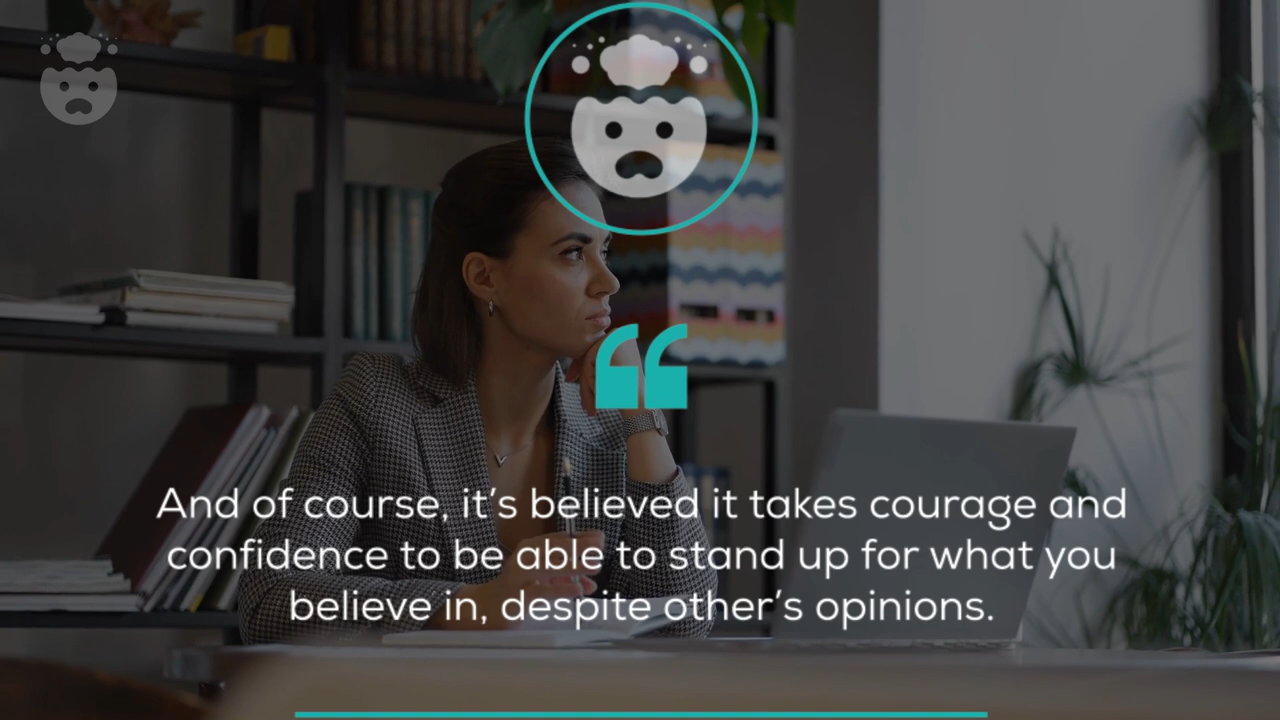 And of course, it's believed it takes courage and
confidence to be able to stand up for what you
believe in, despite other's opinions.